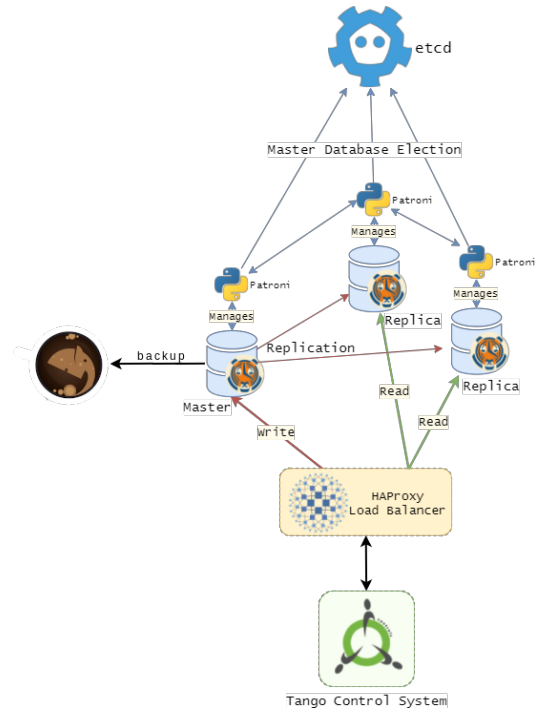 etcd
Master Database Election
Patroni
Manages
Patroni
Manages
Patroni
Manages
Replica
Replication
backup
Replica
Master
Read
Read
Write
HAProxy
Load Balancer
Tango Control System